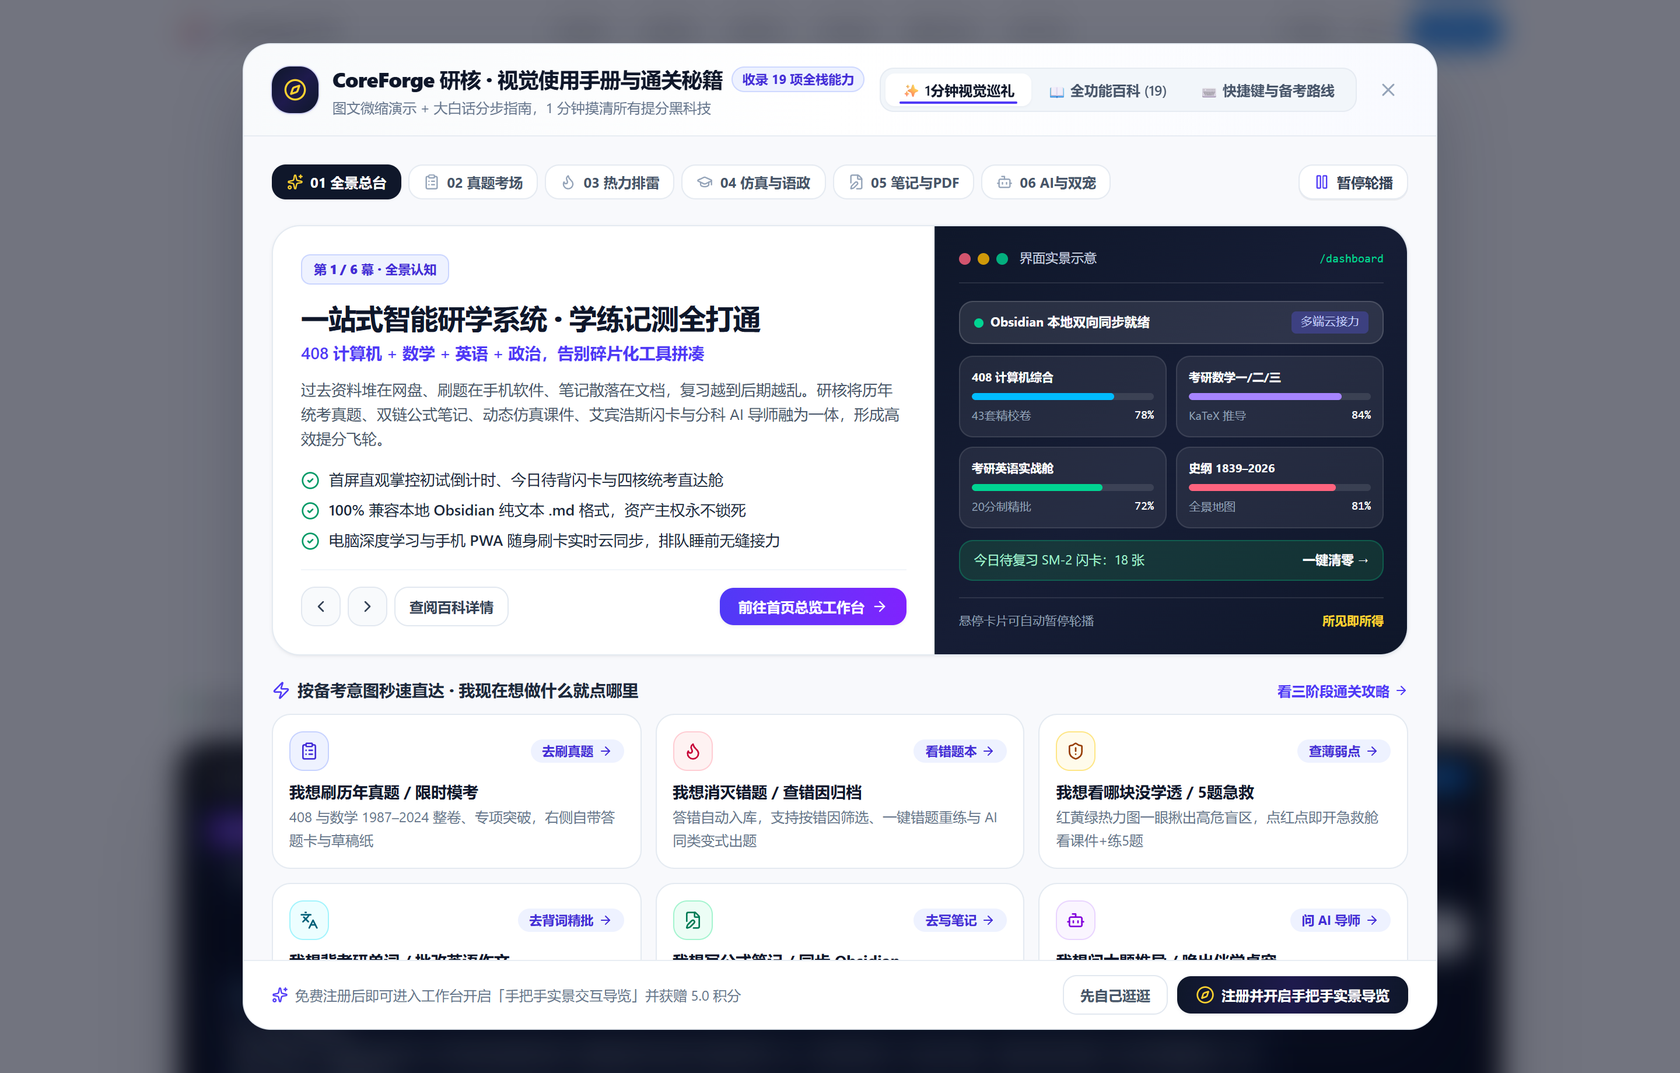 CoreForge 研核 · 视觉使用手册与通关秘籍
收录 19 项全栈能力
图文微缩演示 + 大白话分步指南，1 分钟摸清所有提分黑科技
1分钟视觉巡礼
全功能百科 (19)
快捷键与备考路线
01 全景总台
02 真题考场
03 热力排雷
04 仿真与语政
05 笔记与PDF
06 AI与双宠
暂停轮播
第 1 / 6 幕 · 全景认知
一站式智能研学系统 · 学练记测全打通
408 计算机 + 数学 + 英语 + 政治，告别碎片化工具拼凑
过去资料堆在网盘、刷题在手机软件、笔记散落在文档，复习越到后期越乱。研核将历年
统考真题、双链公式笔记、动态仿真课件、艾宾浩斯闪卡与分科 AI 导师融为一体，形成高
效提分飞轮。
首屏直观掌控初试倒计时、今日待背闪卡与四核统考直达舱
100% 兼容本地 Obsidian 纯文本 .md 格式，资产主权永不锁死
电脑深度学习与手机 PWA 随身刷卡实时云同步，排队睡前无缝接力
查阅百科详情
前往首页总览工作台 →
界面实景示意
/dashboard
Obsidian 本地双向同步就绪
多端云接力
408 计算机综合
43套精校卷
78%
考研数学一/二/三
KaTeX 推导
84%
考研英语实战舱
20分制精批
72%
史纲 1839–2026
全景地图
81%
今日待复习 SM-2 闪卡：18 张
一键清零 →
悬停卡片可自动暂停轮播
所见即所得
按备考意图秒速直达 · 我现在想做什么就点哪里
看三阶段通关攻略 →
去刷真题 →
我想刷历年真题 / 限时模考
408 与数学 1987–2024 整卷、专项突破，右侧自带答
题卡与草稿纸
看错题本 →
我想消灭错题 / 查错因归档
答错自动入库，支持按错因筛选、一键错题重练与 AI
同类变式出题
查薄弱点 →
我想看哪块没学透 / 5题急救
红黄绿热力图一眼揪出高危盲区，点红点即开急救舱
看课件+练5题
去背词精批 →
我想背考研单词 / 批改英语作文
去写笔记 →
我想写公式笔记 / 同步 Obsidian
问 AI 导师 →
免费注册后即可进入工作台开启「手把手实景交互导览」并获赠 5.0 积分
先自己逛逛
注册并开启手把手实景导览